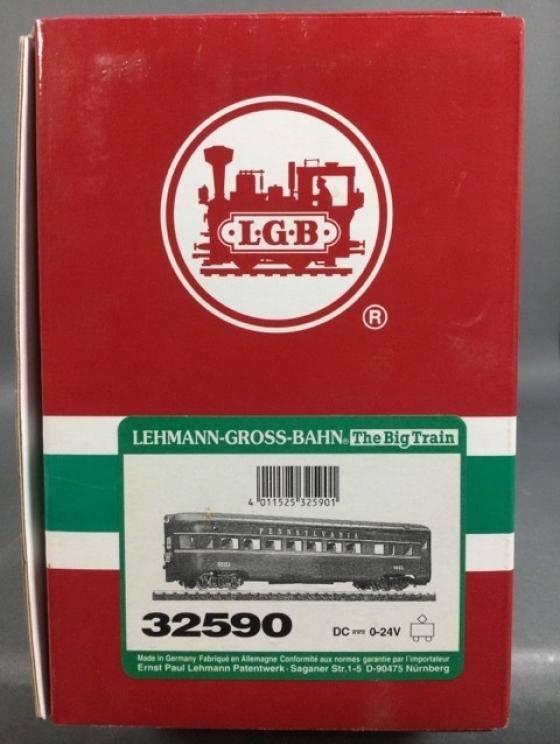 L·G·B
®
LEHMANN-GROSS-BAHN® The Big Train
4 011525 325901
PENNSYLVANIA
32590 DC 0-24V
Made in Germany Fabriqué en Allemagne Conformité aux normes garantie par l'importateur
Ernst Paul Lehmann Patentwerk · Saganer Str.1-5 D-90475 Nürnberg